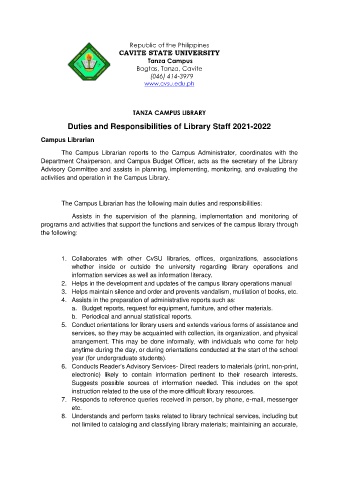 Republic of the Philippines
CAVITE STATE UNIVERSITY
Tanza Campus
Bagtas, Tanza, Cavite
(046) 414-3979
www.cvsu.edu.ph
TANZA CAMPUS LIBRARY
Duties and Responsibilities of Library Staff 2021-2022
Campus Librarian
The Campus Librarian reports to the Campus Administrator, coordinates with the
Department Chairperson, and Campus Budget Officer, acts as the secretary of the Library
Advisory Committee and assists in planning, implementing, monitoring, and evaluating the
activities and operation in the Campus Library.
The Campus Librarian has the following main duties and responsibilities:
Assists in the supervision of the planning, implementation and monitoring of
programs and activities that support the functions and services of the campus library through
the following:
1. Collaborates with other CvSU libraries, offices, organizations, associations
whether inside or outside the university regarding library operations and
information services as well as information literacy.
2. Helps in the development and updates of the campus library operations manual
3. Helps maintain silence and order and prevents vandalism, mutilation of books, etc.
4. Assists in the preparation of administrative reports such as:
a. Budget reports, request for equipment, furniture, and other materials.
b. Periodical and annual statistical reports.
5. Conduct orientations for library users and extends various forms of assistance and
services, so they may be acquainted with collection, its organization, and physical
arrangement. This may be done informally, with individuals who come for help
anytime during the day, or during orientations conducted at the start of the school
year (for undergraduate students).
6. Conducts Reader's Advisory Services- Direct readers to materials (print, non-print,
electronic) likely to contain information pertinent to their research interests.
Suggests possible sources of information needed. This includes on the spot
instruction related to the use of the more difficult library resources.
7. Responds to reference queries received in person, by phone, e-mail, messenger
etc.
8. Understands and perform tasks related to library technical services, including but
not limited to cataloging and classifying library materials; maintaining an accurate,